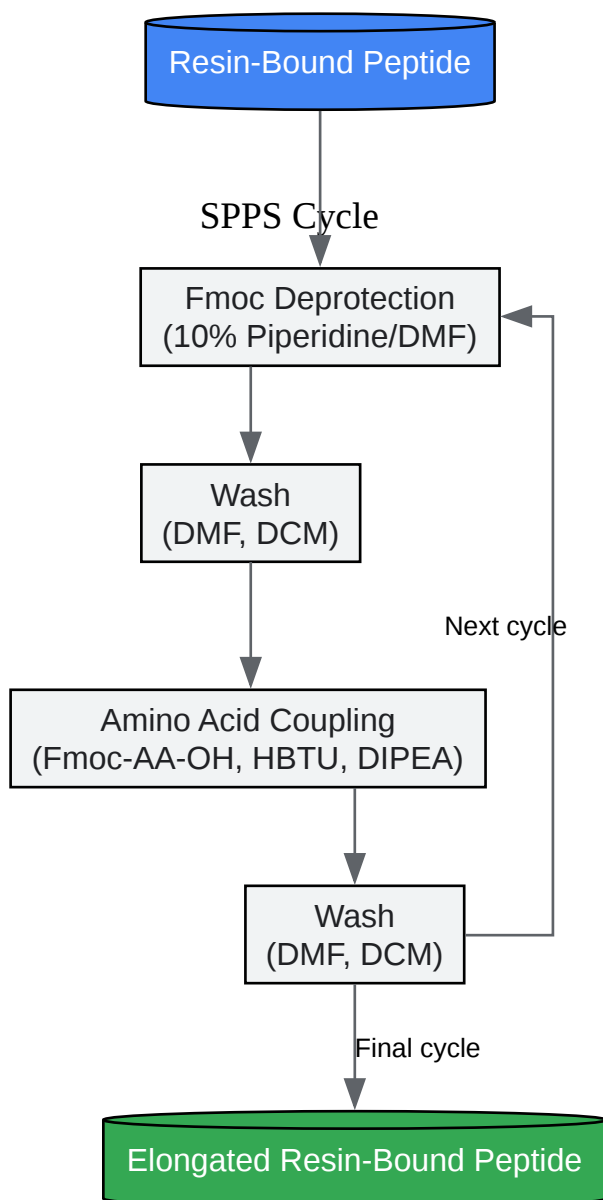 Resin-Bound Peptide
SPPS Cycle
Fmoc Deprotection
(10% Piperidine/DMF)
Wash
(DMF, DCM)
Next cycle
Amino Acid Coupling
(Fmoc-AA-OH, HBTU, DIPEA)
Wash
(DMF, DCM)
Final cycle
Elongated Resin-Bound Peptide